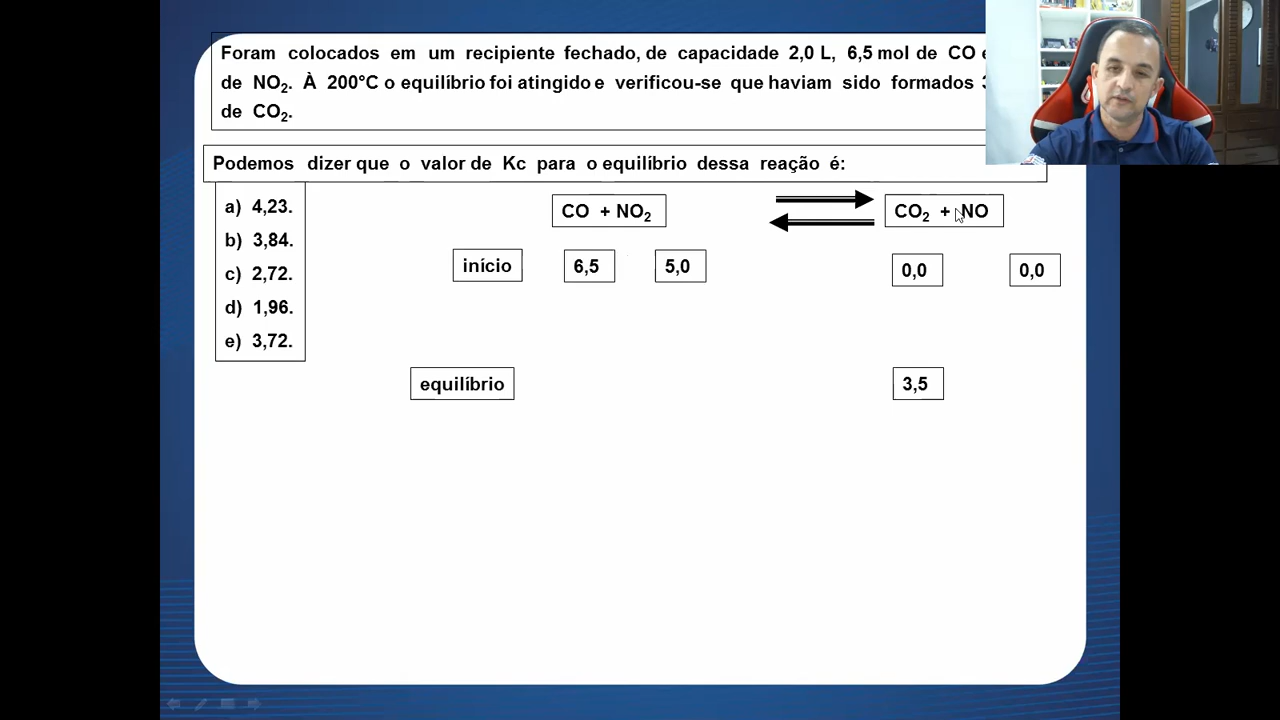 Foram colocados em um recipiente fechado, de capacidade 2,0 L, 6,5 mol de CO
de NO₂. À 200°C o equilíbrio foi atingido e verificou-se que haviam sido formados
de CO₂.
Podemos dizer que o valor de Kc para o equilíbrio dessa reação é:
a) 4,23.
b) 3,84.
c) 2,72.
d) 1,96.
e) 3,72.
CO + NO₂ CO₂ + NO
início 6,5 5,0 0,0 0,0
equilíbrio 3,5